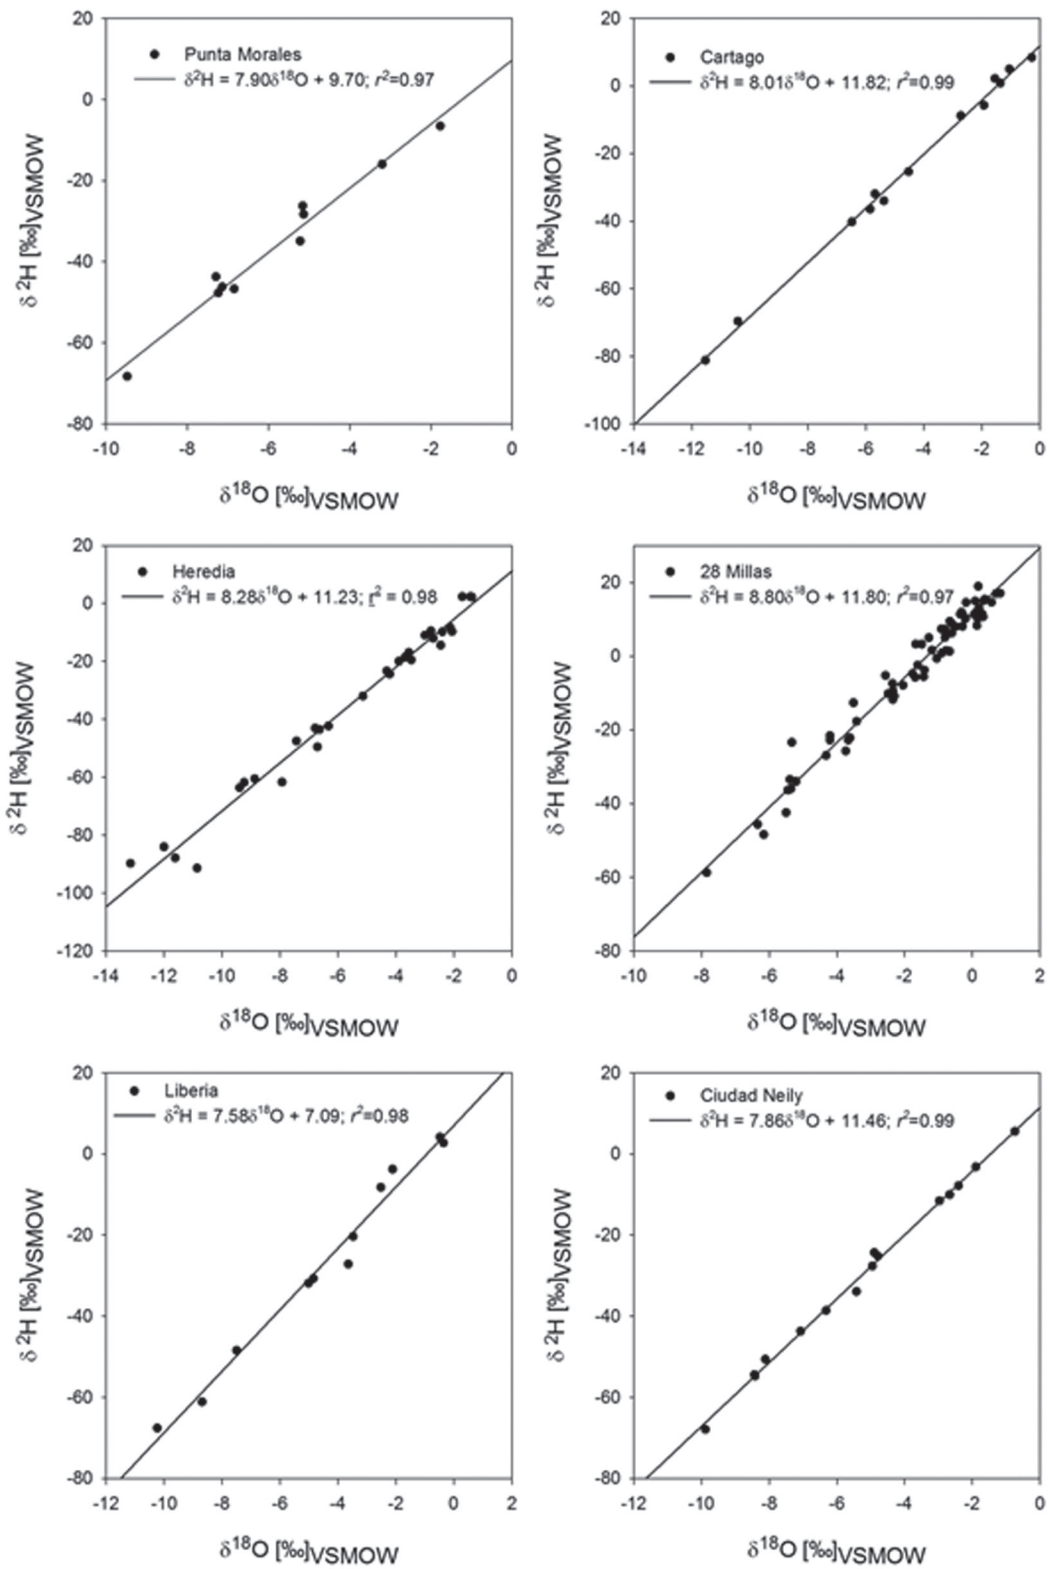 Punta Morales
δ²H = 7.90δ¹⁸O + 9.70; r²=0.97
20
0
-20
-40
-60
-80
δ ²H [‰]VSMOW
-10 -8 -6 -4 -2 0
δ¹⁸O [‰]VSMOW
Cartago
δ²H = 8.01δ¹⁸O + 11.82; r²=0.99
20
0
-20
-40
-60
-80
-100
δ ²H [‰]VSMOW
-14 -12 -10 -8 -6 -4 -2 0
δ¹⁸O [‰]VSMOW
Heredia
δ²H = 8.28δ¹⁸O + 11.23; r² = 0.98
20
0
-20
-40
-60
-80
-100
-120
δ ²H [‰]VSMOW
-14 -12 -10 -8 -6 -4 -2 0
δ¹⁸O [‰]VSMOW
28 Millas
δ²H = 8.80δ¹⁸O + 11.80; r²=0.97
20
0
-20
-40
-60
-80
δ ²H [‰]VSMOW
-10 -8 -6 -4 -2 0 2
δ¹⁸O [‰]VSMOW
Liberia
δ²H = 7.58δ¹⁸O + 7.09; r²=0.98
20
0
-20
-40
-60
-80
δ ²H [‰]VSMOW
-12 -10 -8 -6 -4 -2 0 2
δ¹⁸O [‰]VSMOW
Ciudad Neily
δ²H = 7.86δ¹⁸O + 11.46; r²=0.99
20
0
-20
-40
-60
-80
δ ²H [‰]VSMOW
-12 -10 -8 -6 -4 -2 0
δ¹⁸O [‰]VSMOW